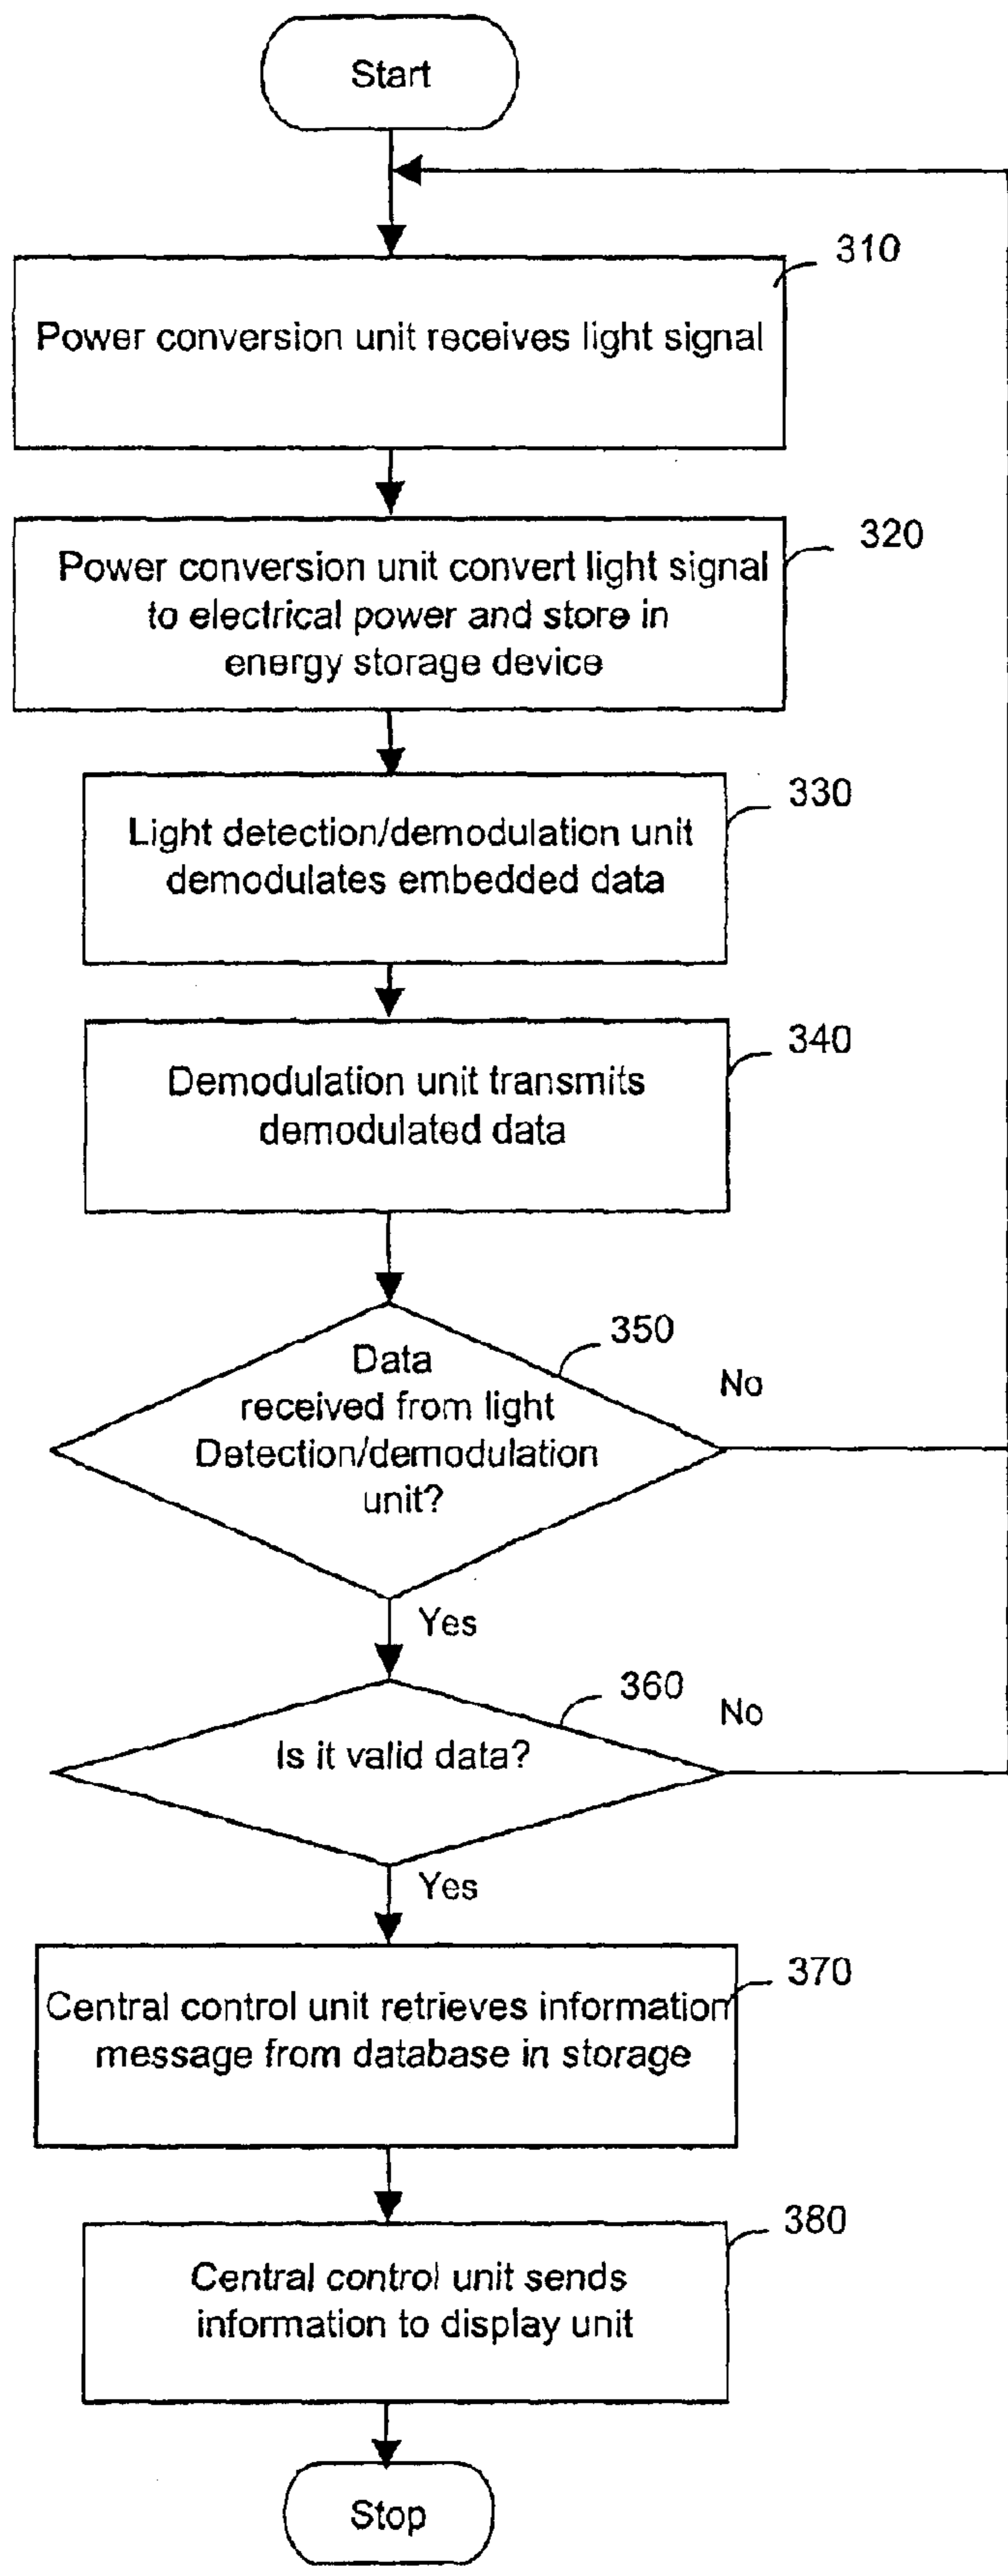 Start
310
Power conversion unit receives light signal
320
Power conversion unit convert light signal
to electrical power and store in
energy storage device
330
Light detection/demodulation unit
demodulates embedded data
340
Demodulation unit transmits
demodulated data
350
Data
received from light
Detection/demodulation
unit?
No
Yes
360
No
Is it valid data?
Yes
370
Central control unit retrieves information
message from database in storage
380
Central control unit sends
information to display unit
Stop